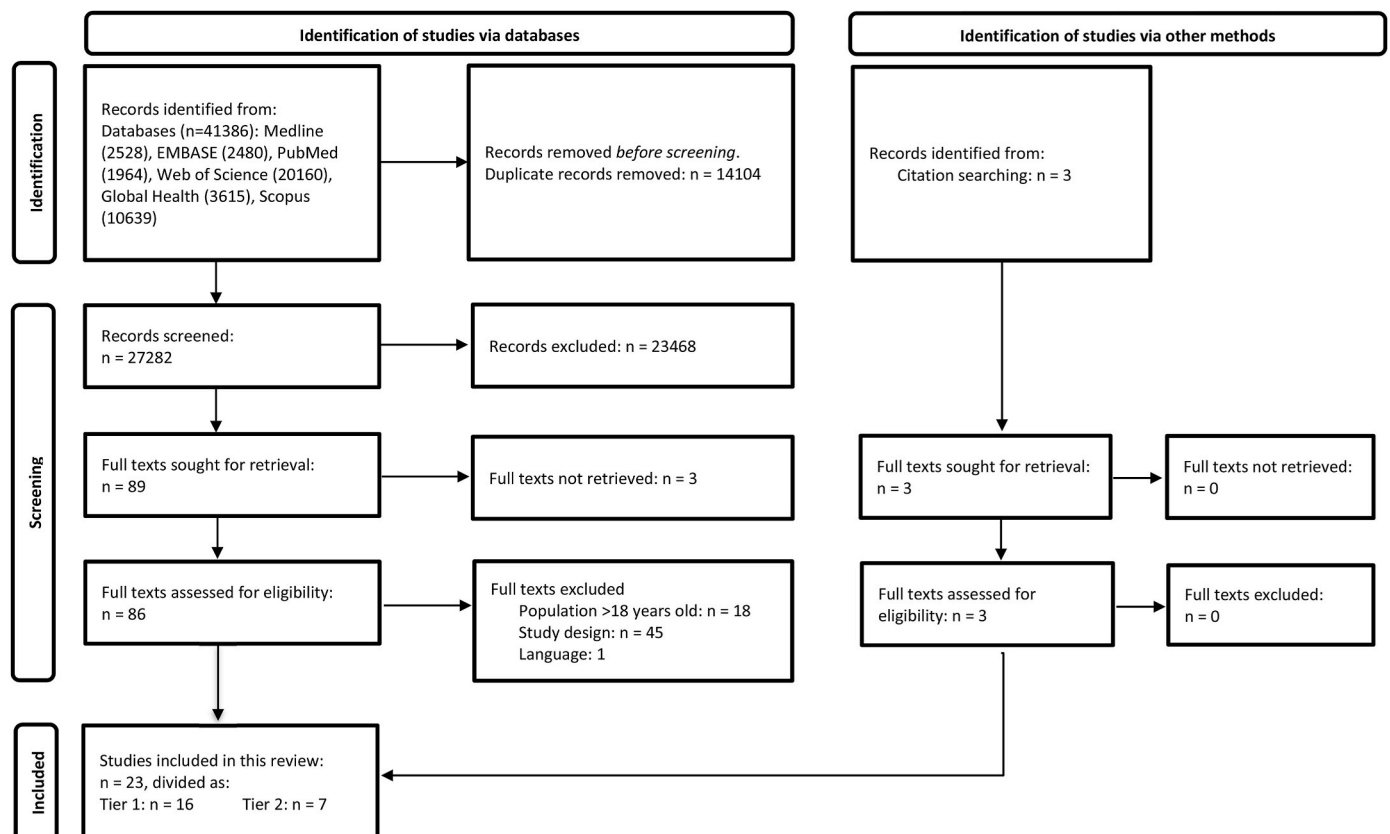 Identification of studies via databases
Identification of studies via other methods
Identification
Records identified from:
Databases (n=41386): Medline
(2528), EMBASE (2480), PubMed
(1964), Web of Science (20160),
Global Health (3615), Scopus
(10639)
Records removed before screening.
Duplicate records removed: n = 14104
Records identified from:
Citation searching: n = 3
Screening
Records screened:
n = 27282
Records excluded: n = 23468
Full texts sought for retrieval:
n = 89
Full texts not retrieved: n = 3
Full texts sought for retrieval:
n = 3
Full texts not retrieved:
n = 0
Full texts assessed for eligibility:
n = 86
Full texts excluded
Population >18 years old: n = 18
Study design: n = 45
Language: 1
Full texts assessed for
eligibility: n = 3
Full texts excluded:
n = 0
Included
Studies included in this review:
n = 23, divided as:
Tier 1: n = 16 Tier 2: n = 7